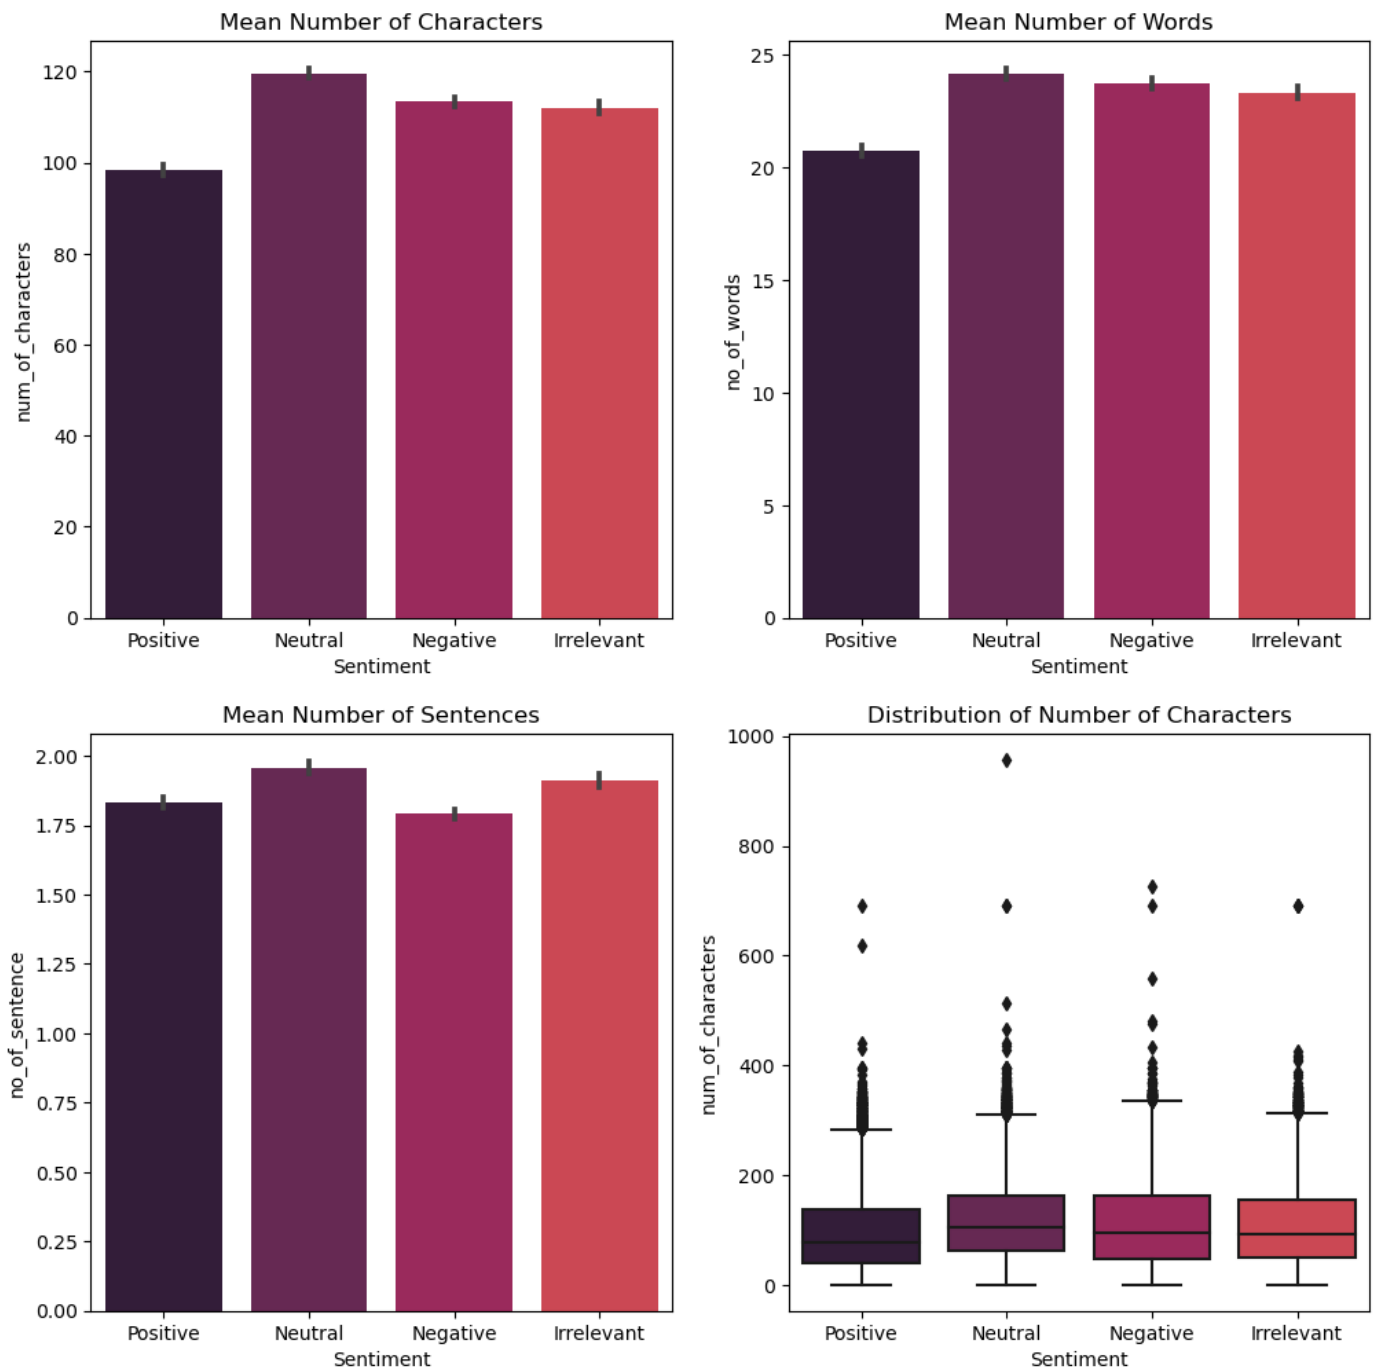 Mean Number of Characters
120
100
80
60
40
20
0
num_of_characters
Positive Neutral Negative Irrelevant
Sentiment
Mean Number of Words
25
20
15
10
5
0
no_of_words
Positive Neutral Negative Irrelevant
Sentiment
Mean Number of Sentences
2.00
1.75
1.50
1.25
1.00
0.75
0.50
0.25
0.00
no_of_sentence
Positive Neutral Negative Irrelevant
Sentiment
Distribution of Number of Characters
1000
800
600
400
200
0
num_of_characters
Positive Neutral Negative Irrelevant
Sentiment